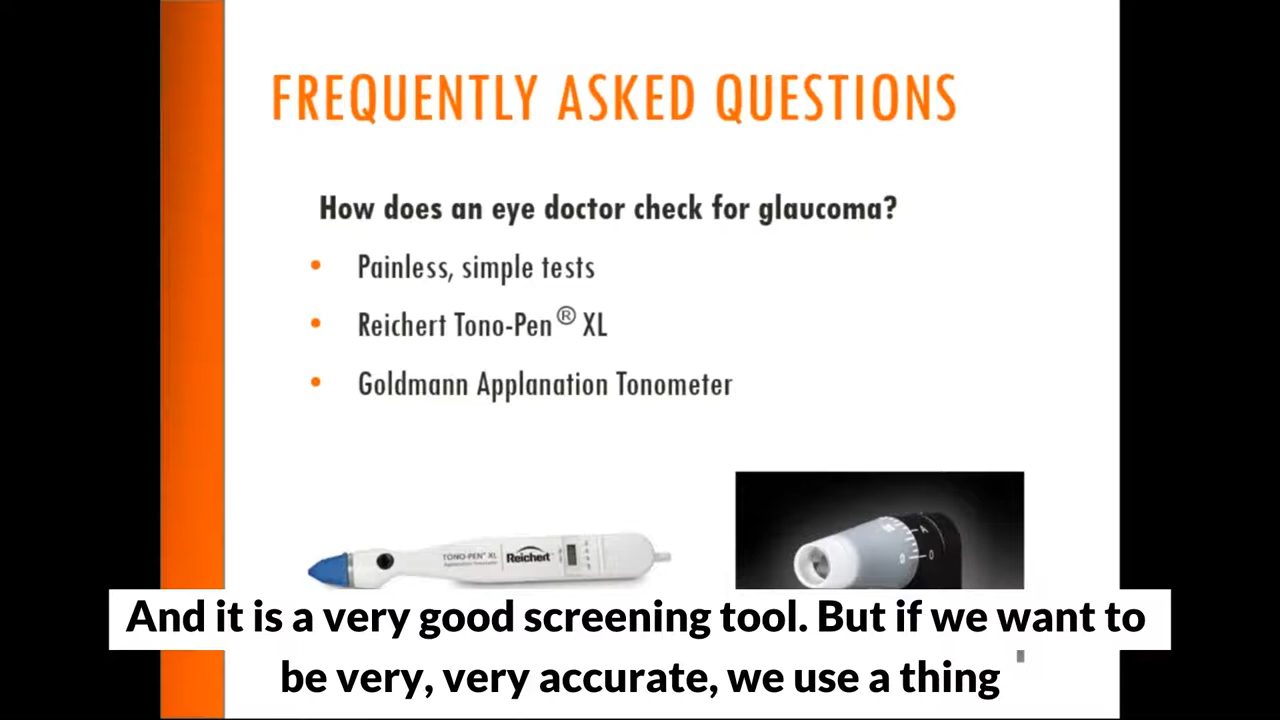 FREQUENTLY ASKED QUESTIONS
How does an eye doctor check for glaucoma?
• Painless, simple tests
• Reichert Tono-Pen® XL
• Goldmann Applanation Tonometer
TONO-PEN® XL
Reichert
A
0
0
And it is a very good screening tool. But if we want to
be very, very accurate, we use a thing